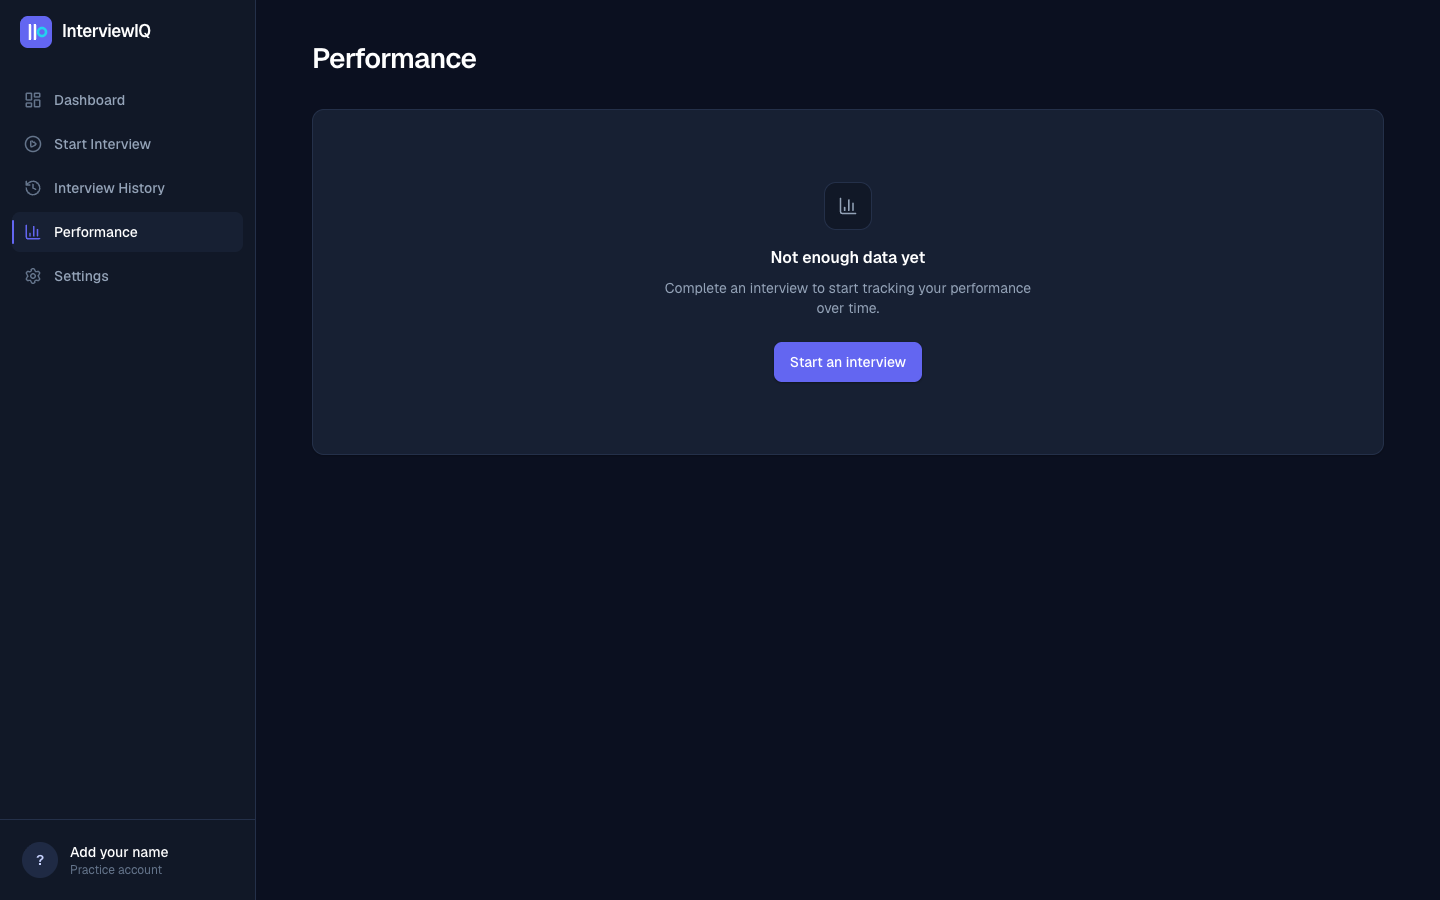 InterviewIQ
Dashboard
Start Interview
Interview History
Performance
Settings
Performance
Not enough data yet
Complete an interview to start tracking your performance
over time.
Start an interview
?
Add your name
Practice account